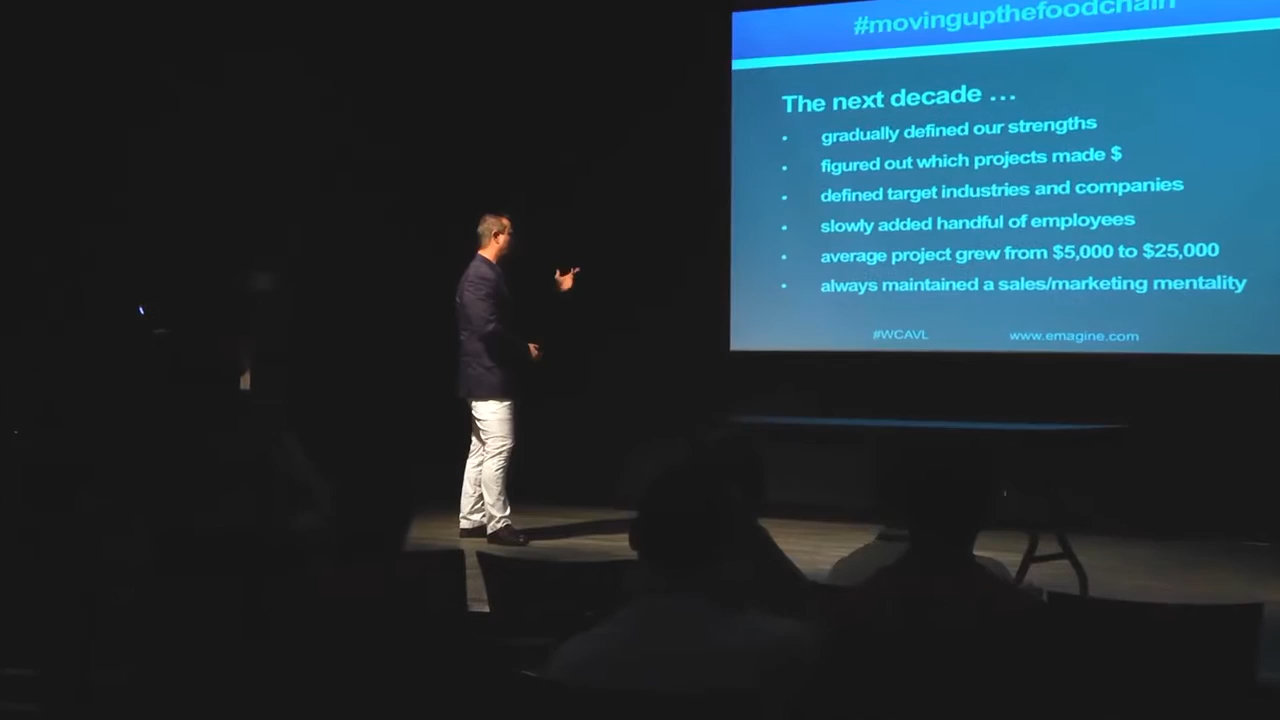 #movingupthefoodchain
The next decade ...
• gradually defined our strengths
• figured out which projects made $
• defined target industries and companies
• slowly added handful of employees
• average project grew from $5,000 to $25,000
• always maintained a sales/marketing mentality
#WCAVL www.emagine.com